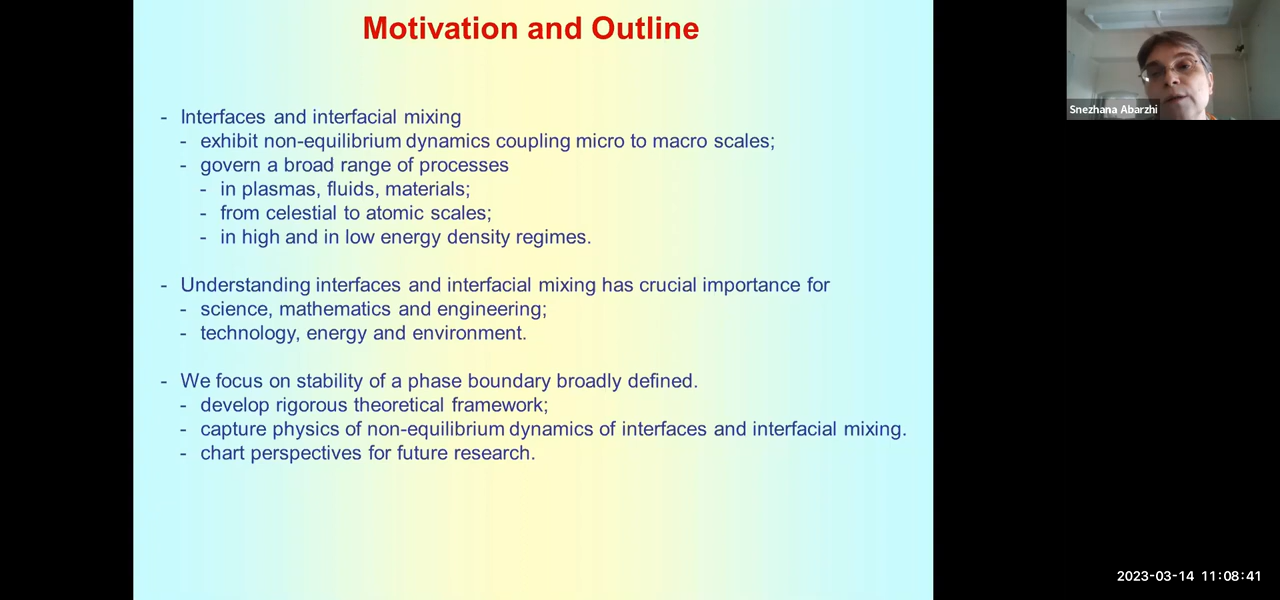 Motivation and Outline
- Interfaces and interfacial mixing
- exhibit non-equilibrium dynamics coupling micro to macro scales;
- govern a broad range of processes
- in plasmas, fluids, materials;
- from celestial to atomic scales;
- in high and in low energy density regimes.
- Understanding interfaces and interfacial mixing has crucial importance for
- science, mathematics and engineering;
- technology, energy and environment.
- We focus on stability of a phase boundary broadly defined.
- develop rigorous theoretical framework;
- capture physics of non-equilibrium dynamics of interfaces and interfacial mixing.
- chart perspectives for future research.
Snezhana Abarzhi
2023-03-14 11:08:41